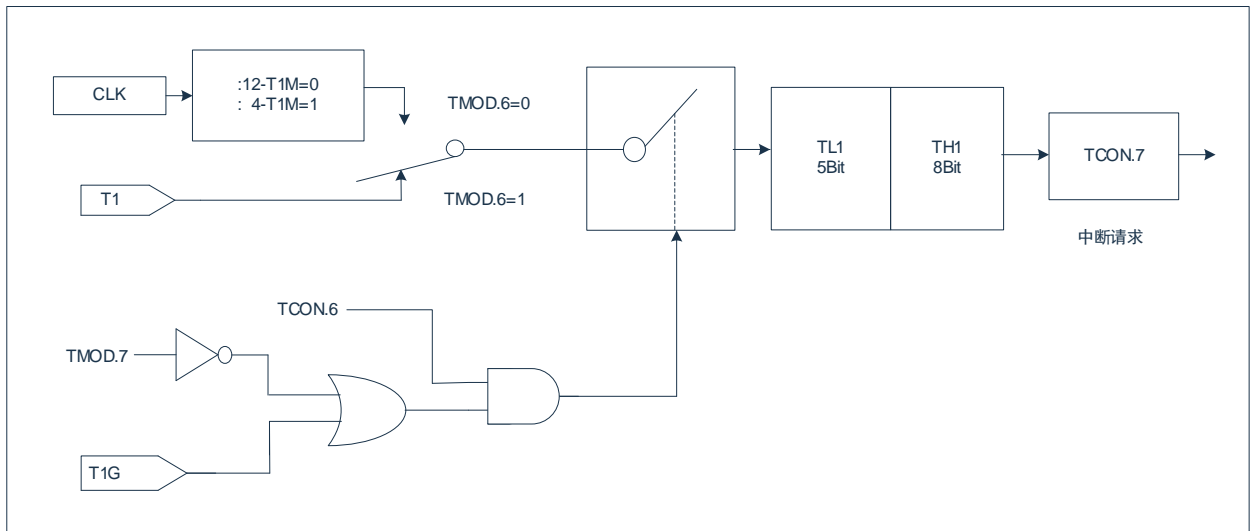 CLK
:12-T1M=0
: 4-T1M=1
TMOD.6=0
T1
TMOD.6=1
TL1
5Bit
TH1
8Bit
TCON.7
中断请求
TCON.6
TMOD.7
T1G